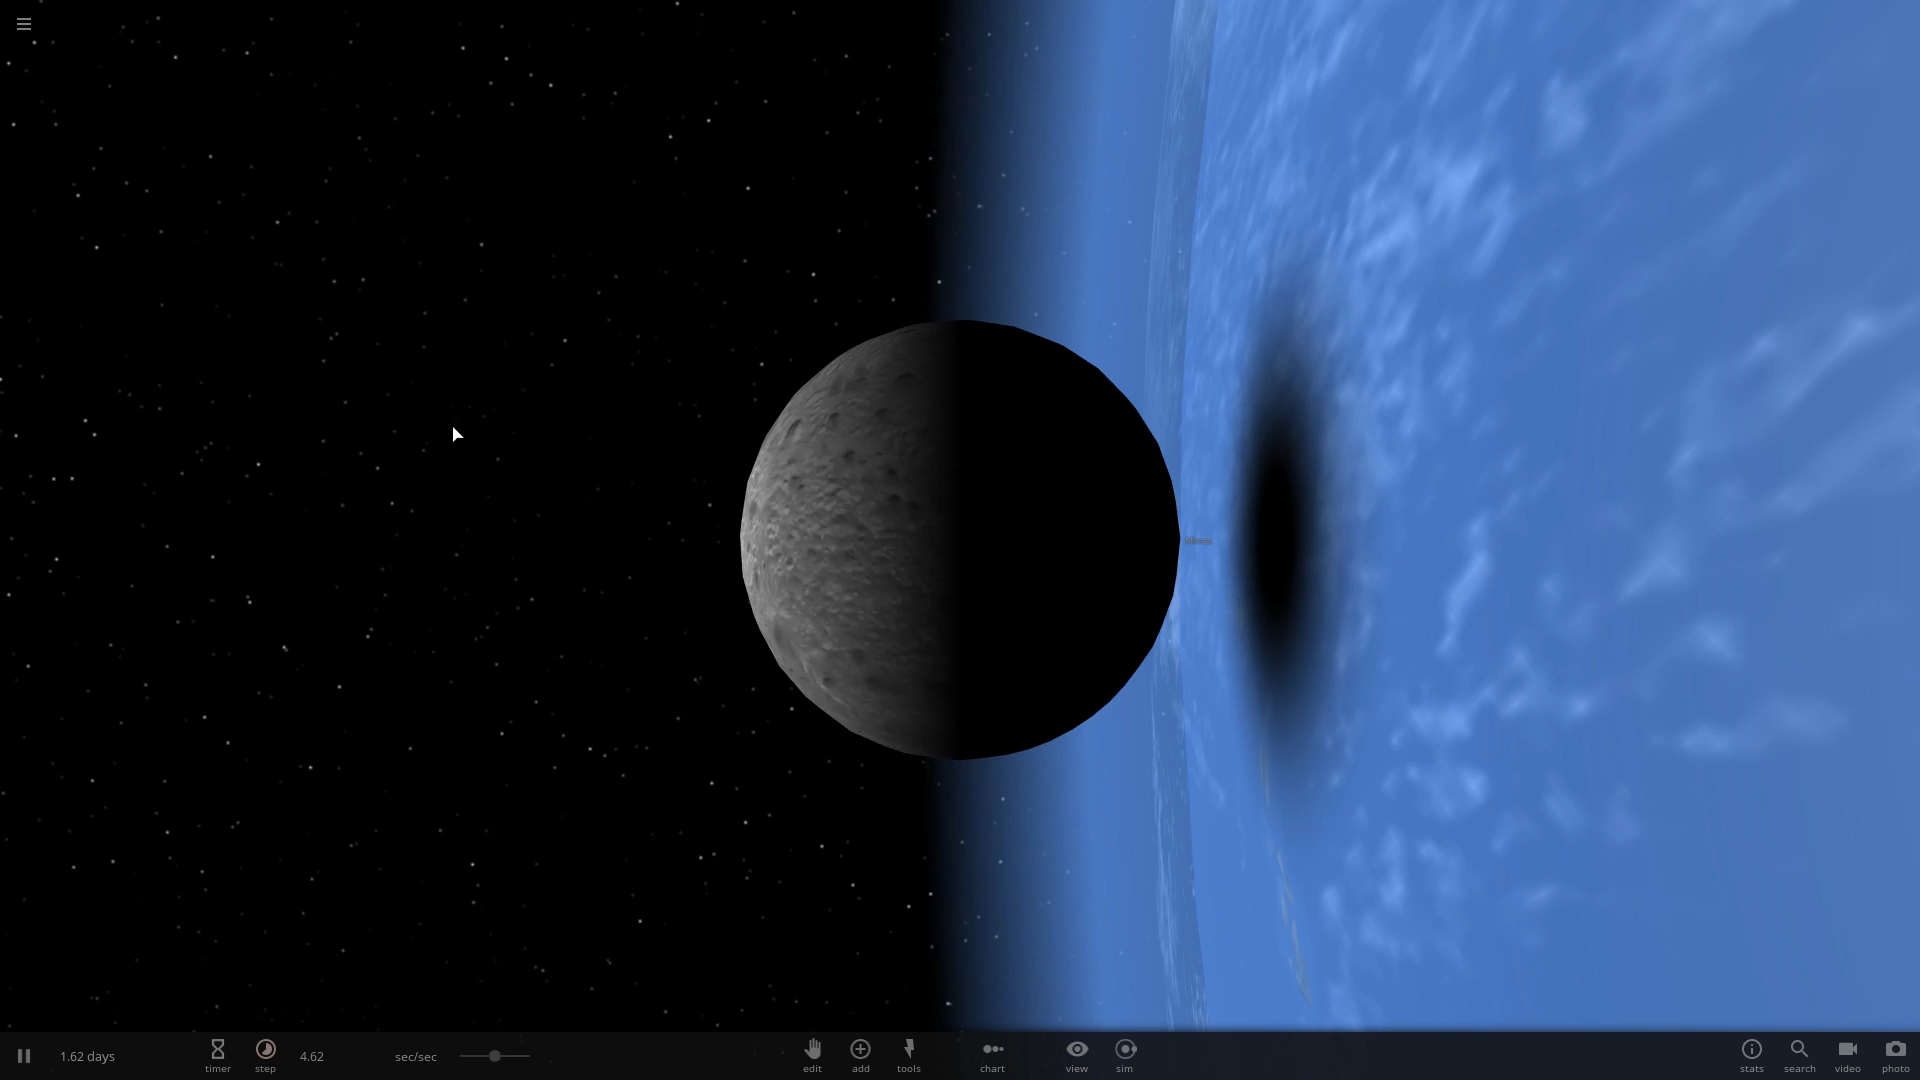 1.62 days
timer
step
4.62
sec/sec
edit
add
tools
chart
view
sim
stats
search
video
photo